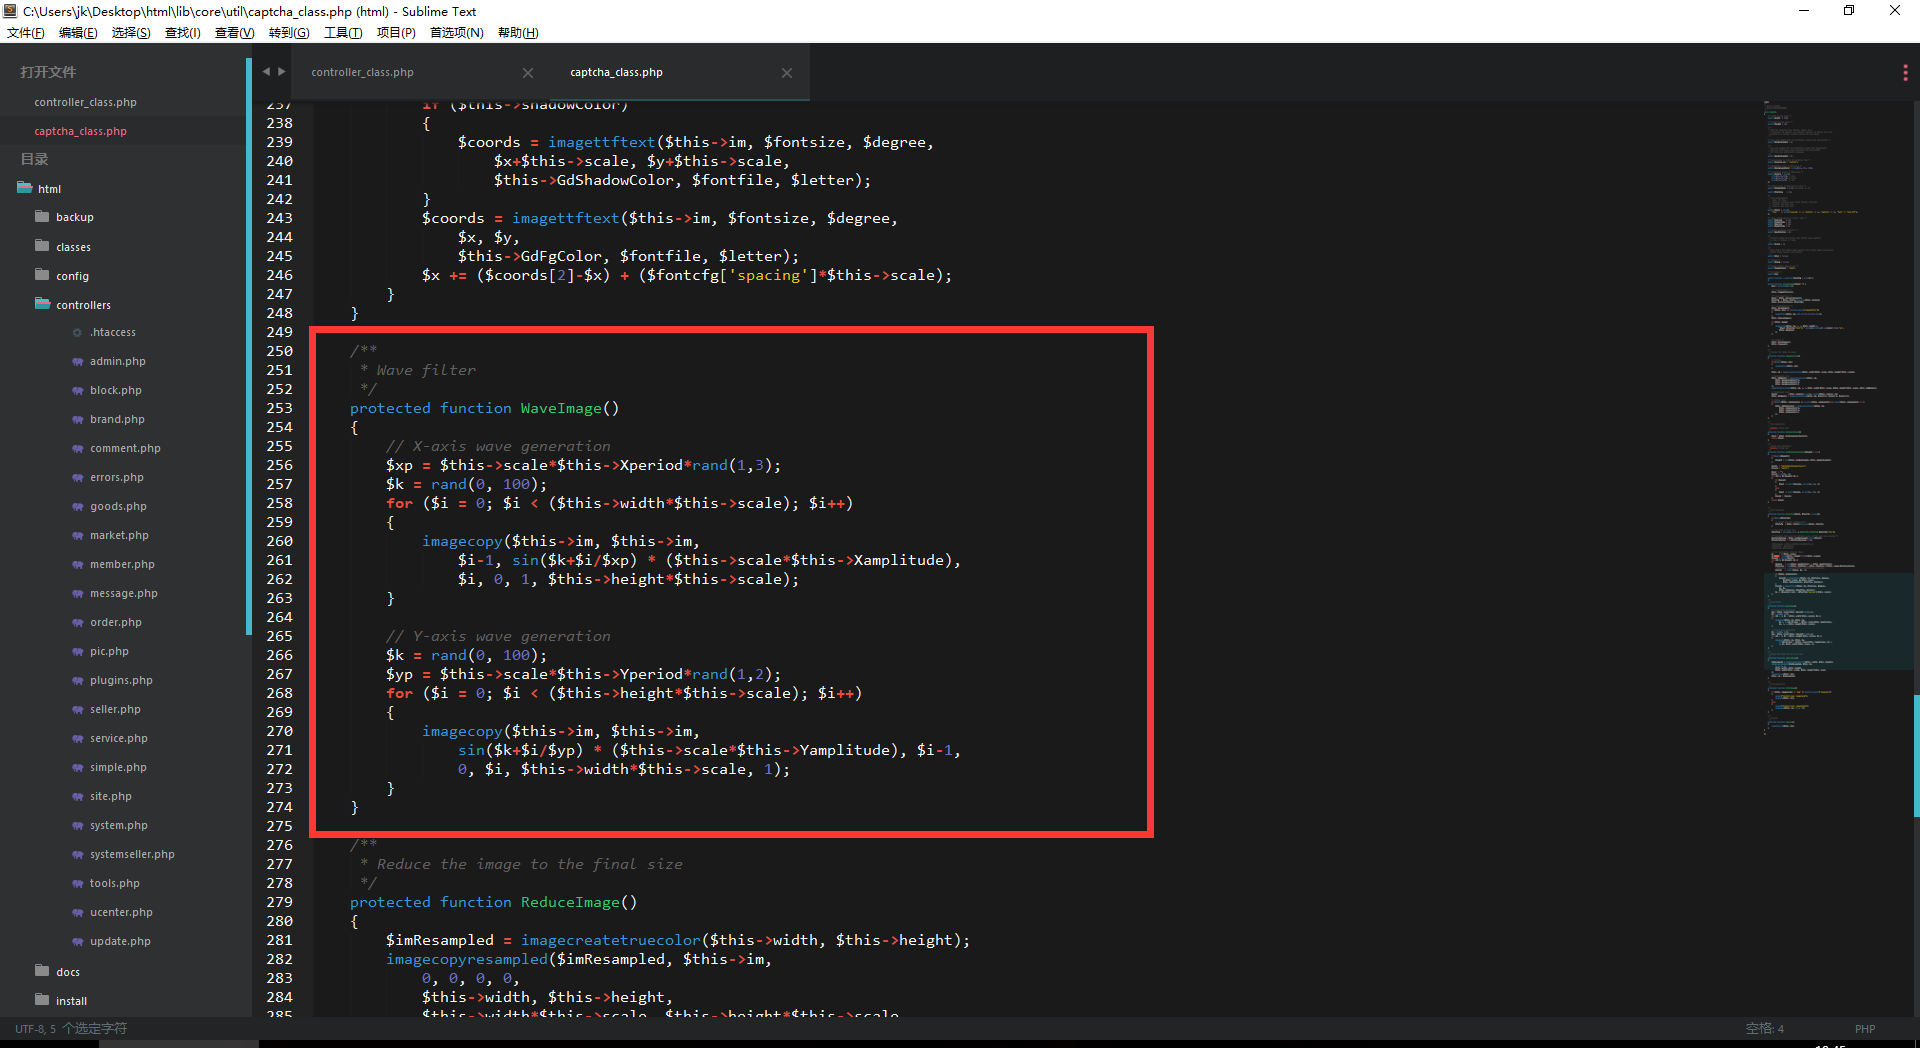 C:\Users\jk\Desktop\html\lib\core\util\captcha_class.php (html) - Sublime Text
文件(F) 编辑(E) 选择(S) 查找(I) 查看(V) 转到(G) 工具(T) 项目(P) 首选项(N) 帮助(H)
打开文件
controller_class.php
captcha_class.php
目录
html
backup
classes
config
controllers
.htaccess
admin.php
block.php
brand.php
comment.php
errors.php
goods.php
market.php
member.php
message.php
order.php
pic.php
plugins.php
seller.php
service.php
simple.php
site.php
system.php
systemseller.php
tools.php
ucenter.php
update.php
docs
install
controller_class.php
captcha_class.php
237 if ($this->shadowColor)
238 {
239 $coords = imagettftext($this->im, $fontsize, $degree,
240 $x+$this->scale, $y+$this->scale,
241 $this->GdShadowColor, $fontfile, $letter);
242 }
243 $coords = imagettftext($this->im, $fontsize, $degree,
244 $x, $y,
245 $this->GdFgColor, $fontfile, $letter);
246 $x += ($coords[2]-$x) + ($fontcfg['spacing']*$this->scale);
247 }
248 }
249
250 /**
251 * Wave filter
252 */
253 protected function WaveImage()
254 {
255 // X-axis wave generation
256 $xp = $this->scale*$this->Xperiod*rand(1,3);
257 $k = rand(0, 100);
258 for ($i = 0; $i < ($this->width*$this->scale); $i++)
259 {
260 imagecopy($this->im, $this->im,
261 $i-1, sin($k+$i/$xp) * ($this->scale*$this->Xamplitude),
262 $i, 0, 1, $this->height*$this->scale);
263 }
264
265 // Y-axis wave generation
266 $k = rand(0, 100);
267 $yp = $this->scale*$this->Yperiod*rand(1,2);
268 for ($i = 0; $i < ($this->height*$this->scale); $i++)
269 {
270 imagecopy($this->im, $this->im,
271 sin($k+$i/$yp) * ($this->scale*$this->Yamplitude), $i-1,
272 0, $i, $this->width*$this->scale, 1);
273 }
274 }
275
276 /**
277 * Reduce the image to the final size
278 */
279 protected function ReduceImage()
280 {
281 $imResampled = imagecreatetruecolor($this->width, $this->height);
282 imagecopyresampled($imResampled, $this->im,
283 0, 0, 0, 0,
284 $this->width, $this->height,
285 $this->width*$this->scale, $this->height*$this->scale
UTF-8, 5 个选定字符
空格: 4
PHP